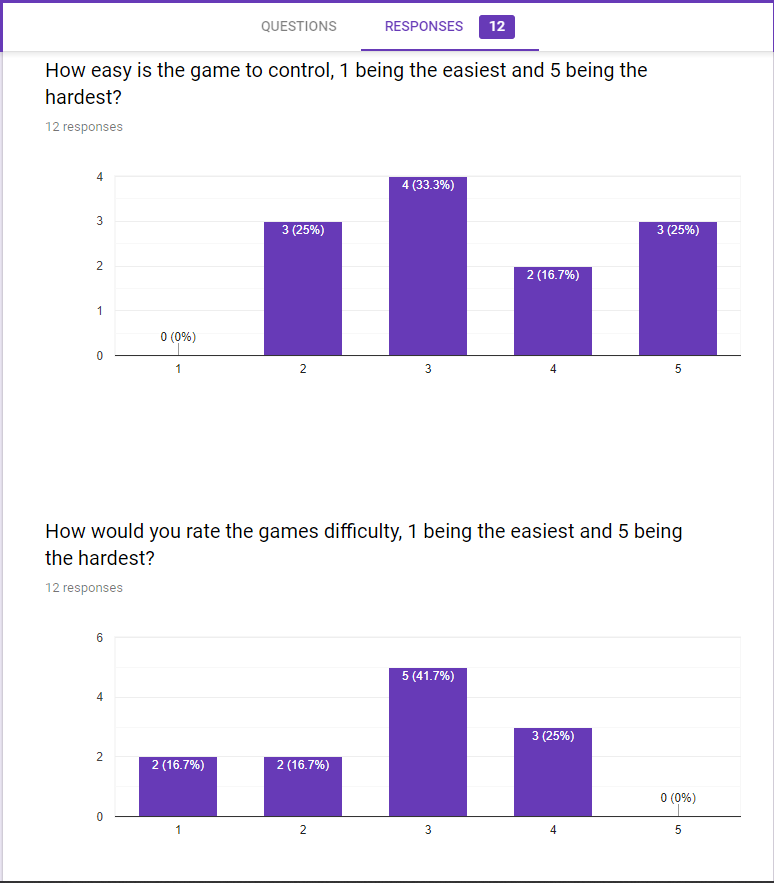 QUESTIONS RESPONSES 12
How easy is the game to control, 1 being the easiest and 5 being the
hardest?
12 responses
4
3
2
1
0
0 (0%)
3 (25%)
4 (33.3%)
2 (16.7%)
3 (25%)
1 2 3 4 5
How would you rate the games difficulty, 1 being the easiest and 5 being
the hardest?
12 responses
6
4
2
0
2 (16.7%)
2 (16.7%)
5 (41.7%)
3 (25%)
0 (0%)
1 2 3 4 5